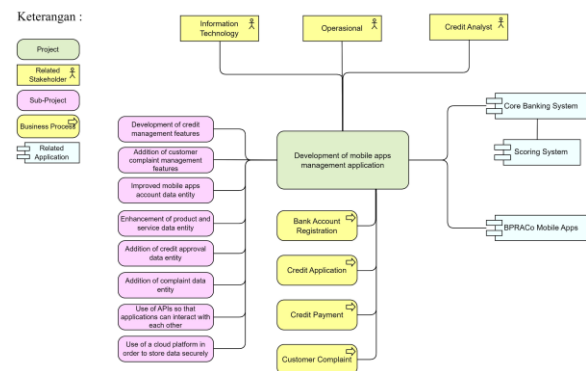 Keterangan :
Project
Related
Stakeholder
Sub-Project
Business Process
Related
Application
Information
Technology
Operasional
Credit Analyst
Development of credit
management features
Addition of customer
complaint management
features
Improved mobile apps
account data entity
Enhancement of product and
service data entity
Addition of credit approval
data entity
Addition of complaint data
entity
Use of APIs so that
applications can interact with
each other
Use of a cloud platform in
order to store data securely
Development of mobile apps
management application
Bank Account
Registration
Credit Application
Credit Payment
Customer Complaint
Core Banking System
Scoring System
BPRACo Mobile Apps